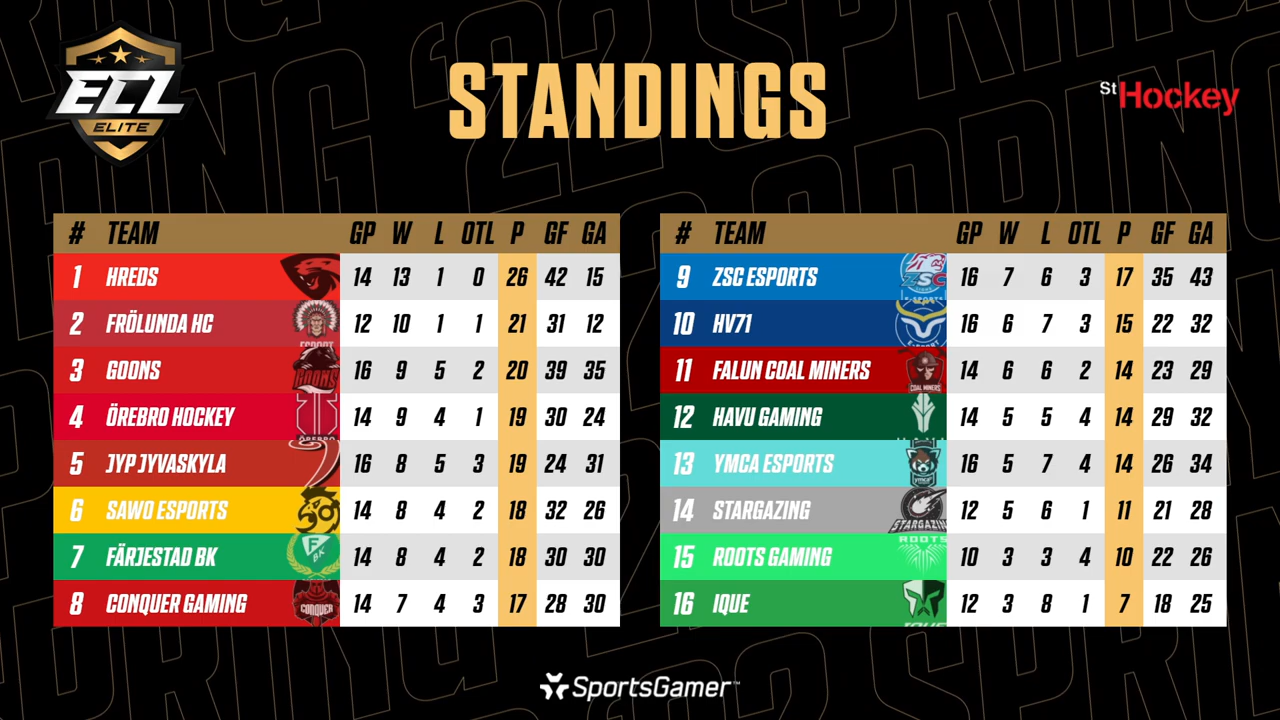 ECL
ELITE
STANDINGS
St Hockey
# TEAM GP W L OTL P GF GA
1 HREDS 14 13 1 0 26 42 15
2 FRÖLUNDA HC 12 10 1 1 21 31 12
3 GOONS 16 9 5 2 20 39 35
4 ÖREBRO HOCKEY 14 9 4 1 19 30 24
5 JYP JYVASKYLA 16 8 5 3 19 24 31
6 SAWO ESPORTS 14 8 4 2 18 32 26
7 FÄRJESTAD BK 14 8 4 2 18 30 30
8 CONQUER GAMING 14 7 4 3 17 28 30
# TEAM GP W L OTL P GF GA
9 ZSC ESPORTS 16 7 6 3 17 35 43
10 HV71 16 6 7 3 15 22 32
11 FALUN COAL MINERS 14 6 6 2 14 23 29
12 HAVU GAMING 14 5 5 4 14 29 32
13 YMCA ESPORTS 16 5 7 4 14 26 34
14 STARGAZING 12 5 6 1 11 21 28
15 ROOTS GAMING 10 3 3 4 10 22 26
16 IQUE 12 3 8 1 7 18 25
SportsGamer™